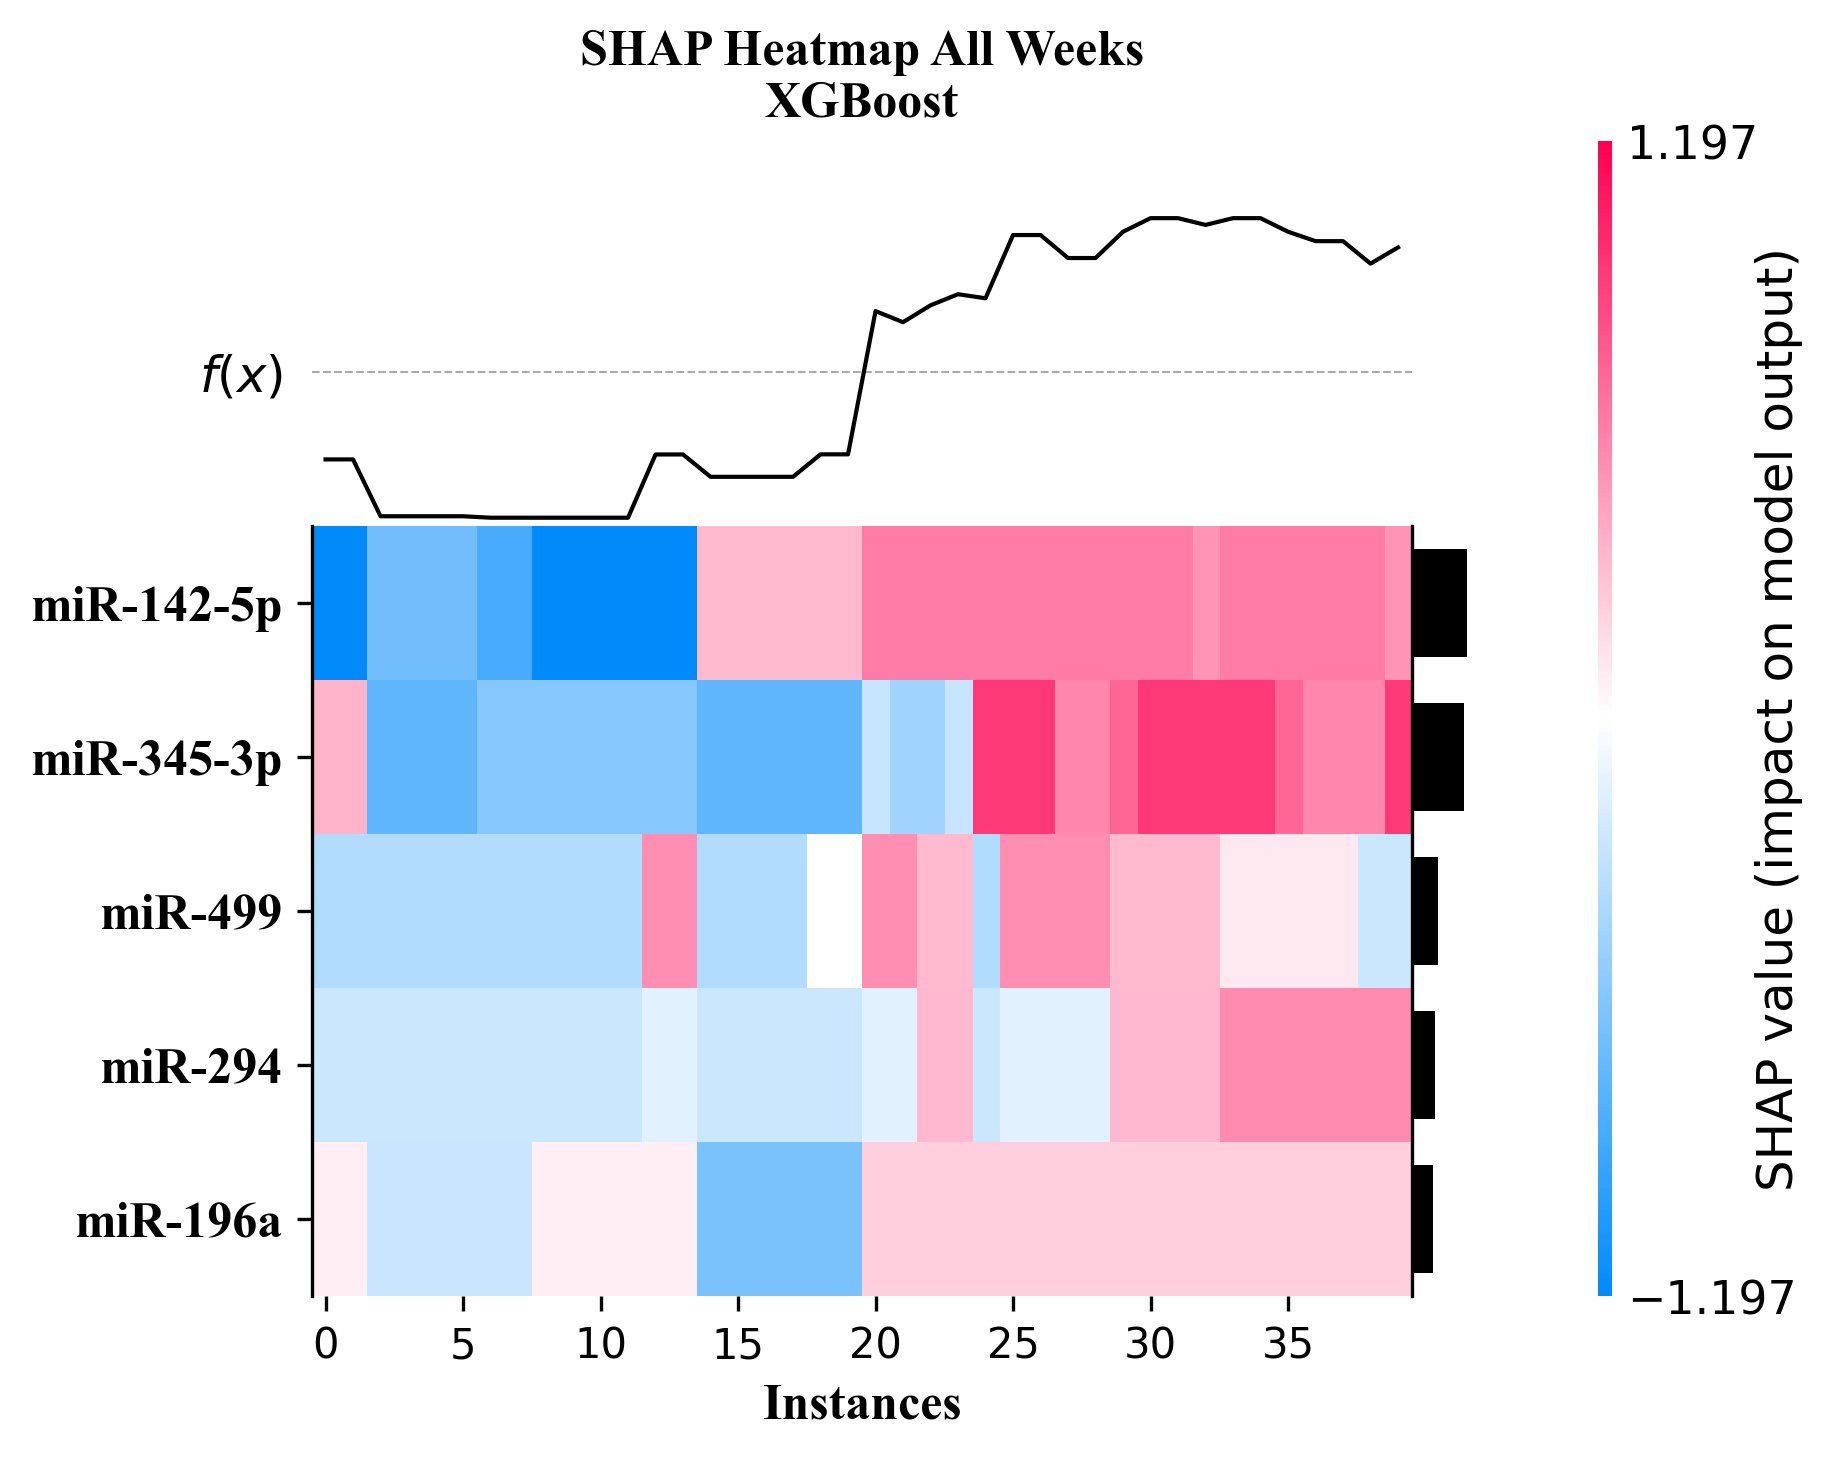 SHAP Heatmap All Weeks
XGBoost
1.197
f(x)
miR-142-5p
miR-345-3p
miR-499
miR-294
miR-196a
SHAP value (impact on model output)
−1.197
0 5 10 15 20 25 30 35
Instances